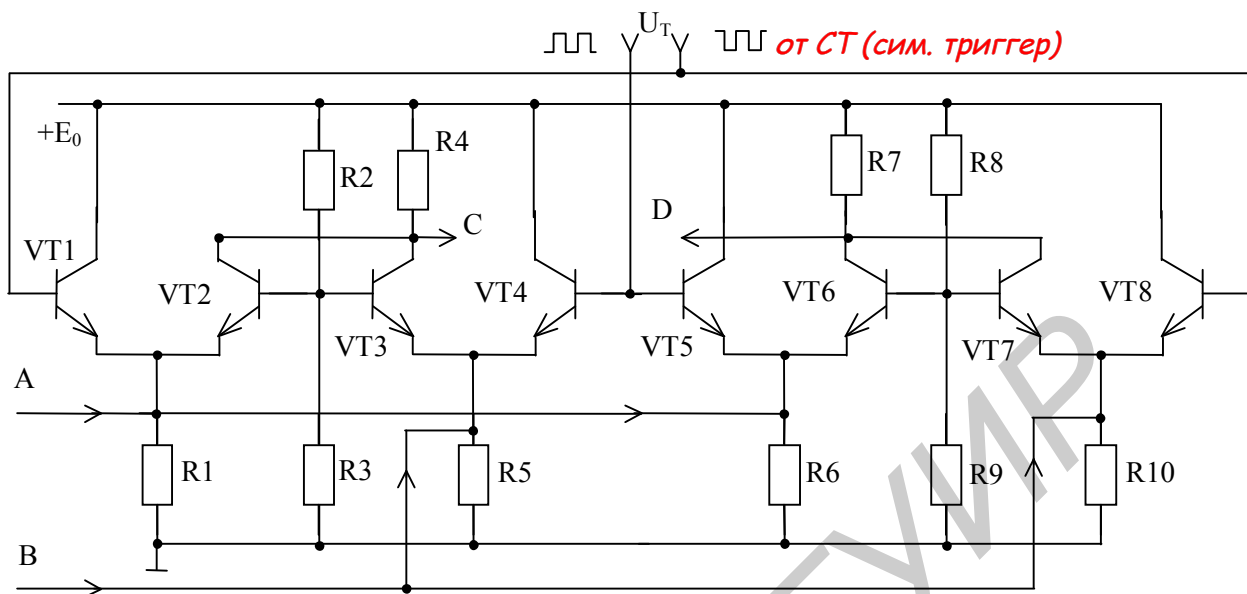 U_T
от СТ (сим. триггер)
+E₀
R2
R4
R7
R8
C
D
VT1
VT2
VT3
VT4
VT5
VT6
VT7
VT8
A
R1
R3
R5
R6
R9
R10
B
ГУИР